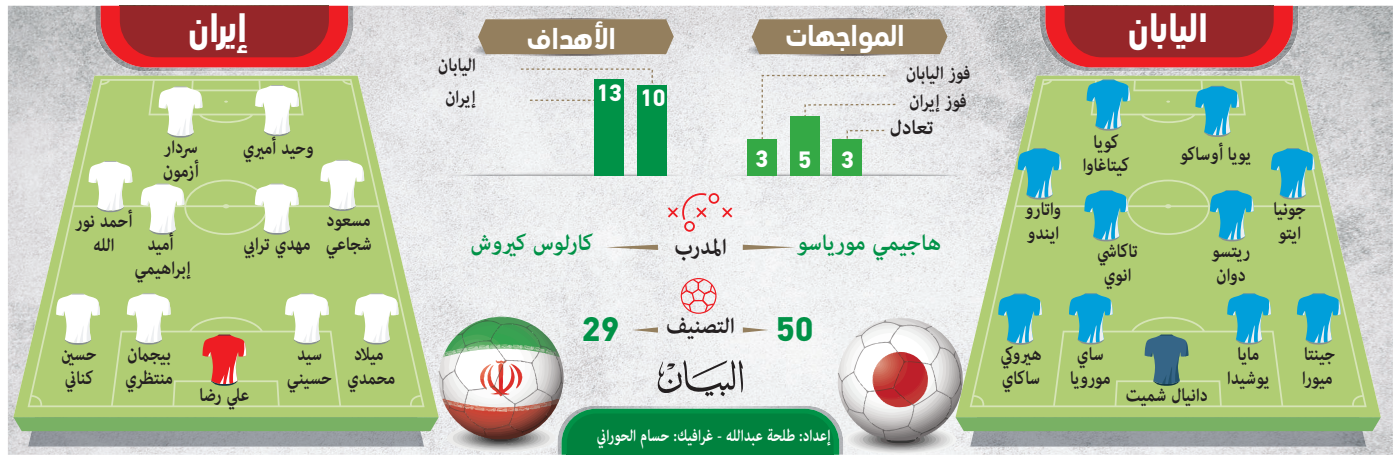 اليابان
كويا
كيتاغاوا
يويا أوساكو
واتارو
ايندو
جونيا
ايتو
تاكاشي
انوي
ريتسو
دوان
هيروكي
ساكاي
ساي
مورويا
مايا
يوشيدا
جينتا
ميورا
دانيال شميت
المواجهات
فوز اليابان
فوز إيران
تعادل
3
5
3
الأهداف
اليابان
إيران
13
10
هاجيمي مورياسو
المدرب
كارلوس كيروش
50
التصنيف
29
البيان
إعداد: طلحة عبدالله - غرافيك: حسام الحوراني
إيران
سردار
أزمون
وحيد أميري
أحمد نور
الله
أميد
إبراهيمي
مهدي ترابي
مسعود
شجاعي
حسين
كناني
بيجمان
منتظري
سيد
حسيني
ميلاد
محمدي
علي رضا